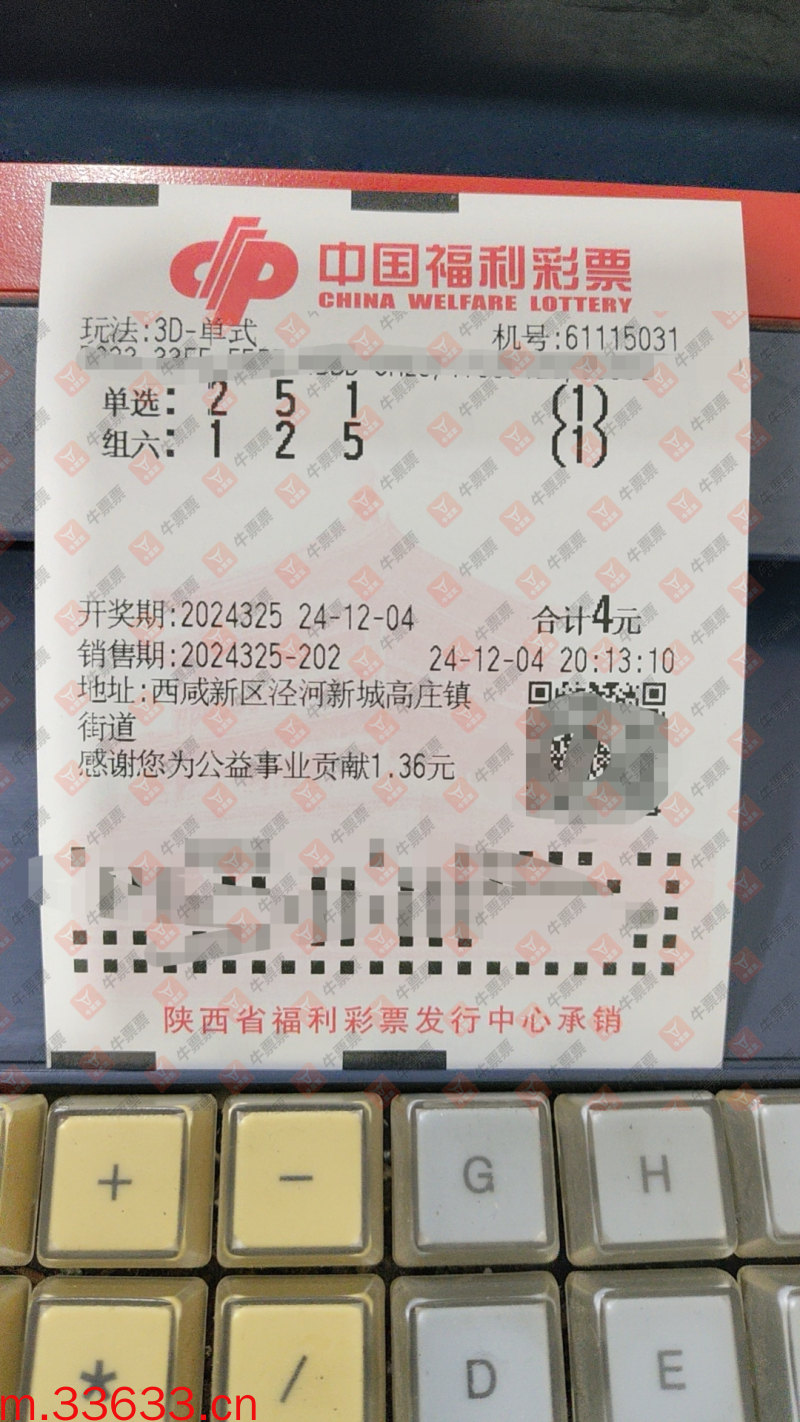 中国福利彩票
CHINA WELFARE LOTTERY
玩法:3D-单式 机号:61115031
单选: 2 5 1 (1)
组六: 1 2 5 (1)
开奖期:2024325 24-12-04 合计4元
销售期:2024325-202 24-12-04 20:13:10
地址:西咸新区泾河新城高庄镇
街道
感谢您为公益事业贡献1.36元
陕西省福利彩票发行中心承销
牛票票
+ - G H
* / D E
m.33633.cn